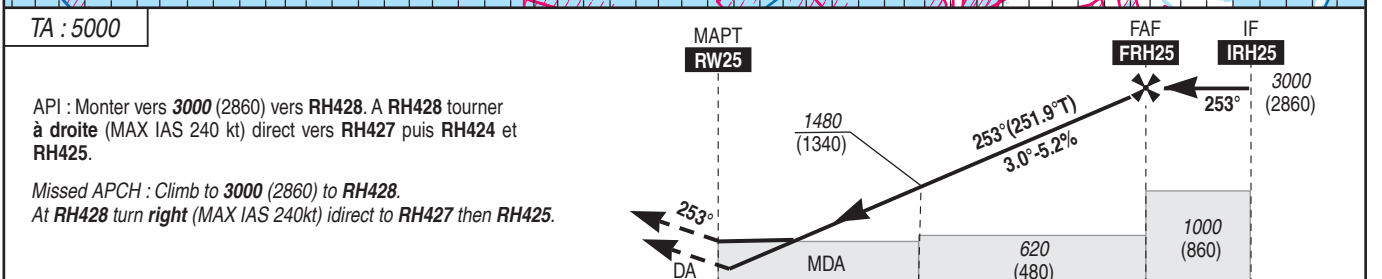 TA : 5000
API : Monter vers 3000 (2860) vers RH428. A RH428 tourner
à droite (MAX IAS 240 kt) direct vers RH427 puis RH424 et
RH425.
Missed APCH : Climb to 3000 (2860) to RH428.
At RH428 turn right (MAX IAS 240kt) idirect to RH427 then RH425.
MAPT
RW25
FAF
FRH25
IF
IRH25
3000
(2860)
253°
253°(251.9°T)
3.0°-5.2%
1480
(1340)
253°
DA
MDA
620
(480)
1000
(860)